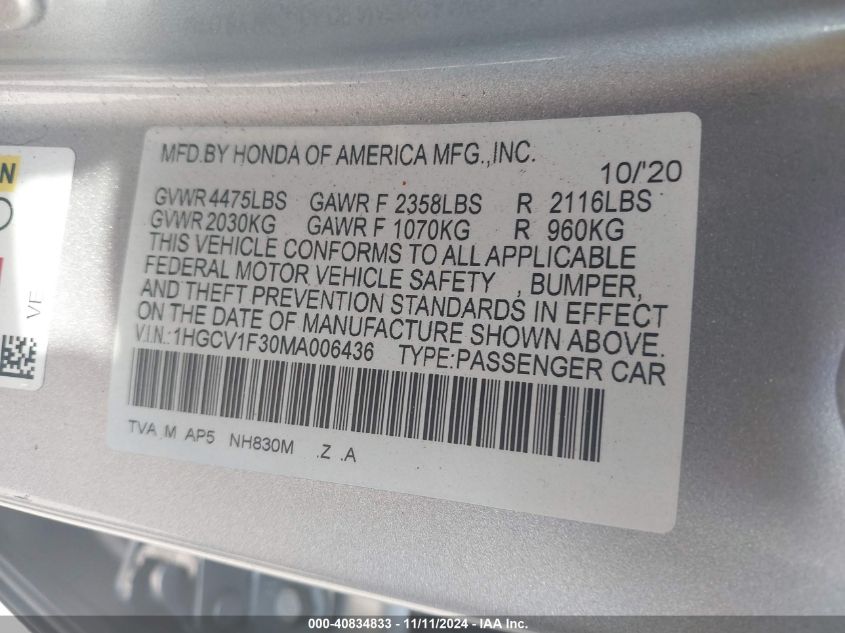 MFD.BY HONDA OF AMERICA MFG.,INC.
10/'20
GVWR 4475LBS GAWR F 2358LBS R 2116LBS
GVWR 2030KG GAWR F 1070KG R 960KG
THIS VEHICLE CONFORMS TO ALL APPLICABLE
FEDERAL MOTOR VEHICLE SAFETY , BUMPER,
AND THEFT PREVENTION STANDARDS IN EFFECT
ON THE DATE OF MANUFACTURE SHOWN ABOVE.
V.I.N.:1HGCV1F30MA006436 TYPE:PASSENGER CAR
TVA M AP5 NH830M .Z .A
N
VE
000-40834833 - 11/11/2024 - IAAI, Inc.